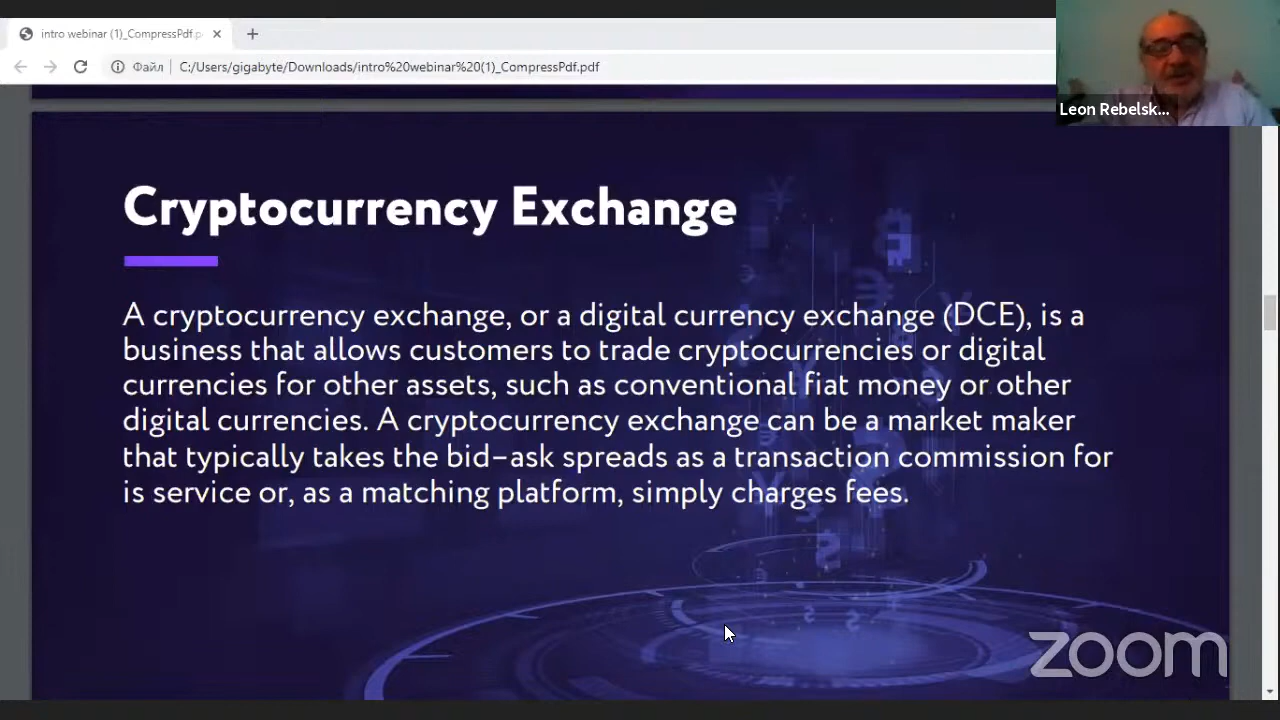 intro webinar (1)_CompressPdf.p
Файл
C:/Users/gigabyte/Downloads/intro%20webinar%20(1)_CompressPdf.pdf
Leon Rebelsk...
Cryptocurrency Exchange
A cryptocurrency exchange, or a digital currency exchange (DCE), is a
business that allows customers to trade cryptocurrencies or digital
currencies for other assets, such as conventional fiat money or other
digital currencies. A cryptocurrency exchange can be a market maker
that typically takes the bid–ask spreads as a transaction commission for
is service or, as a matching platform, simply charges fees.
zoom